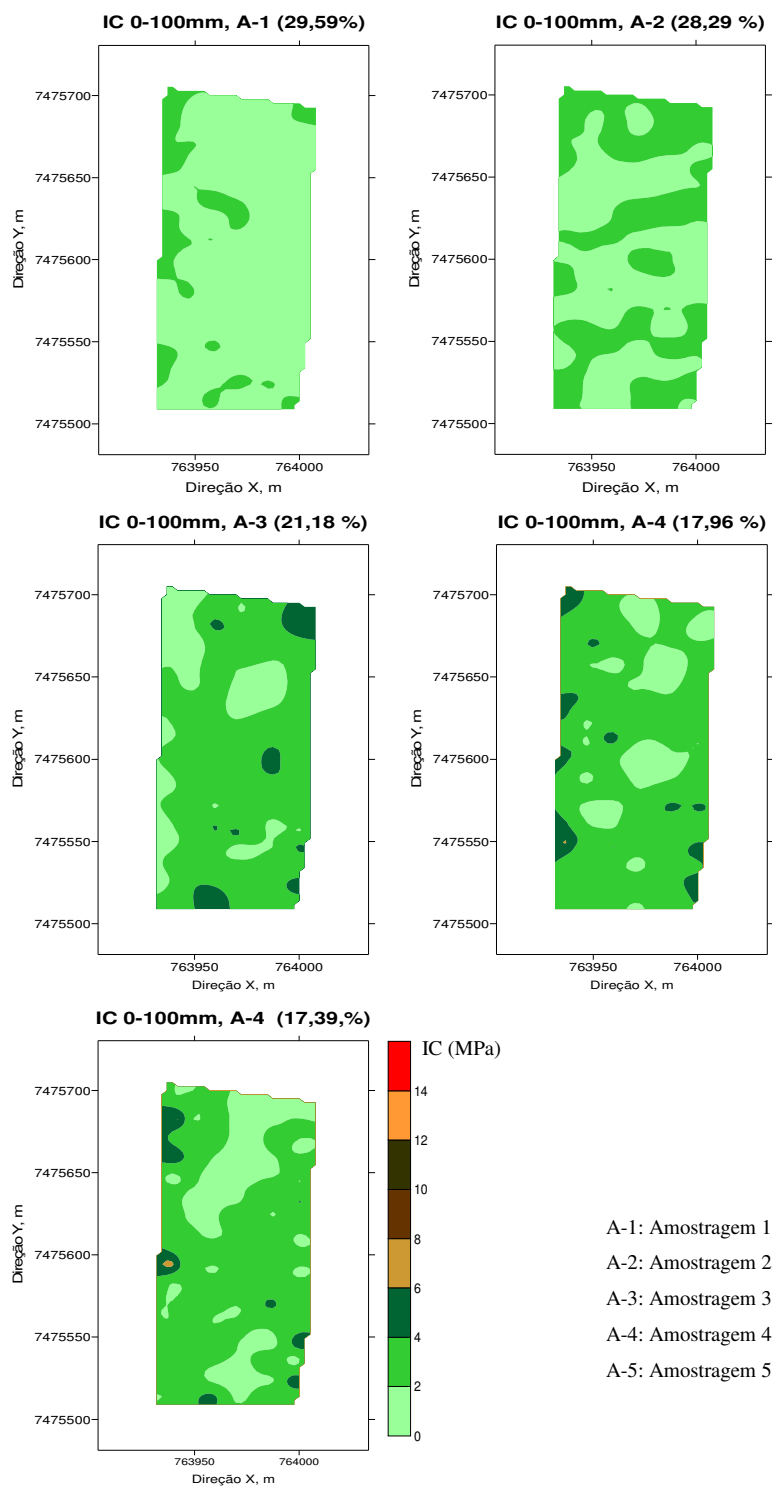 IC 0-100mm, A-1 (29,59%)
IC 0-100mm, A-2 (28,29 %)
Direção Y, m
7475700
7475650
7475600
7475550
7475500
763950 764000
Direção X, m
Direção Y, m
7475700
7475650
7475600
7475550
7475500
763950 764000
Direção X, m
IC 0-100mm, A-3 (21,18 %)
IC 0-100mm, A-4 (17,96 %)
Direção Y, m
7475700
7475650
7475600
7475550
7475500
763950 764000
Direção X, m
Direção Y, m
7475700
7475650
7475600
7475550
7475500
763950 764000
Direção X, m
IC 0-100mm, A-4 (17,39,%)
Direção Y, m
7475700
7475650
7475600
7475550
7475500
763950 764000
Direção X, m
IC (MPa)
14
12
10
8
6
4
2
0
A-1: Amostragem 1
A-2: Amostragem 2
A-3: Amostragem 3
A-4: Amostragem 4
A-5: Amostragem 5